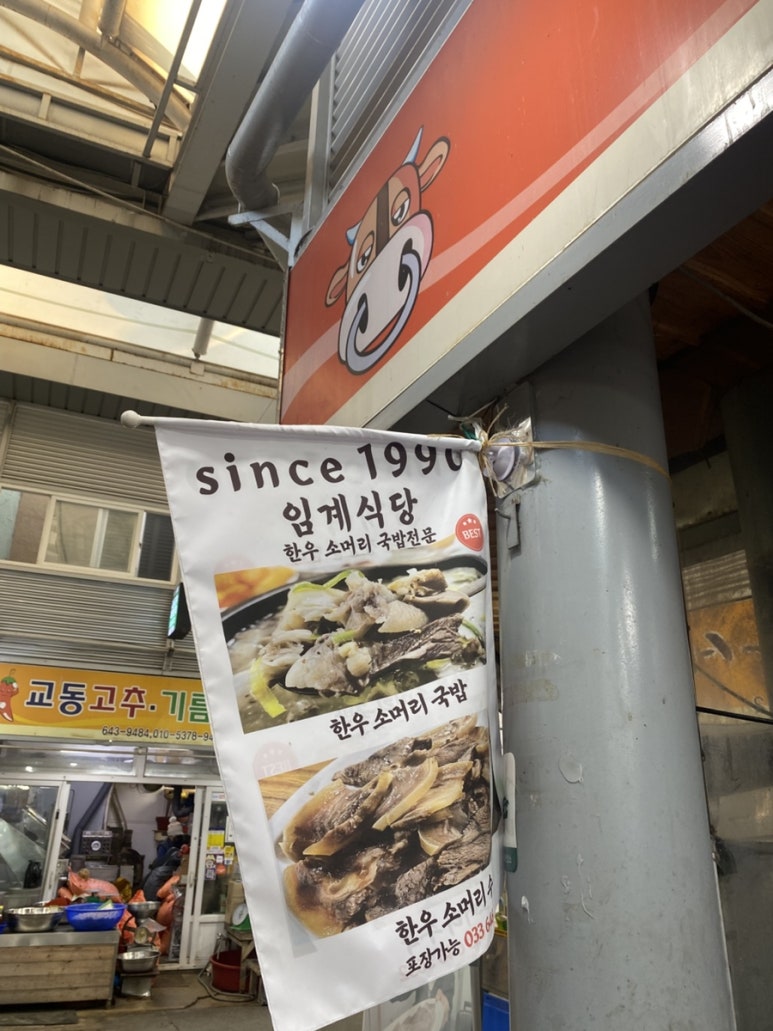 since 1990
임계식당
한우 소머리 국밥전문
BEST
한우 소머리 국밥
한우 소머리 수
포장가능 033 6
교동고추·기름
643-9484, 010-5378-9